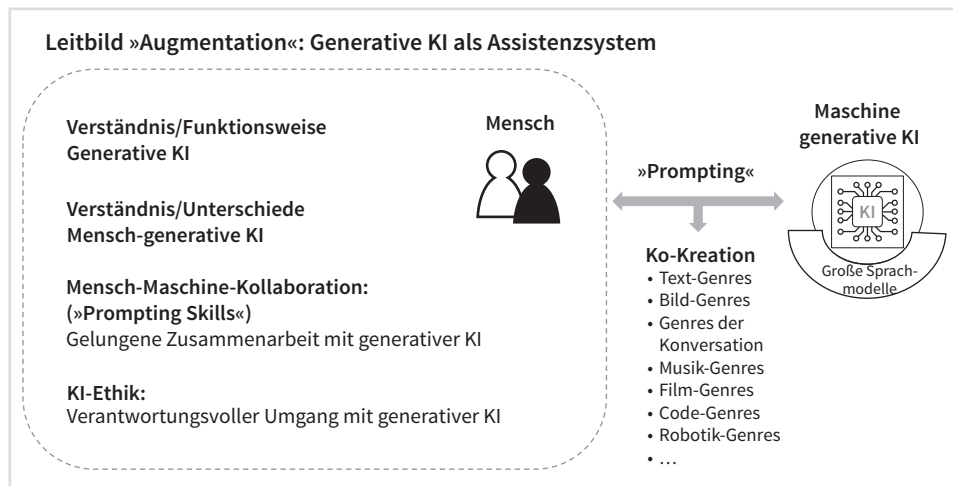 Leitbild »Augmentation«: Generative KI als Assistenzsystem
Verständnis/Funktionsweise
Generative KI
Verständnis/Unterschiede
Mensch-generative KI
Mensch-Maschine-Kollaboration:
(»Prompting Skills«)
Gelungene Zusammenarbeit mit generativer KI
KI-Ethik:
Verantwortungsvoller Umgang mit generativer KI
Mensch
»Prompting«
Ko-Kreation
• Text-Genres
• Bild-Genres
• Genres der
Konversation
• Musik-Genres
• Film-Genres
• Code-Genres
• Robotik-Genres
• …
Maschine
generative KI
KI
Große Sprach-
modelle